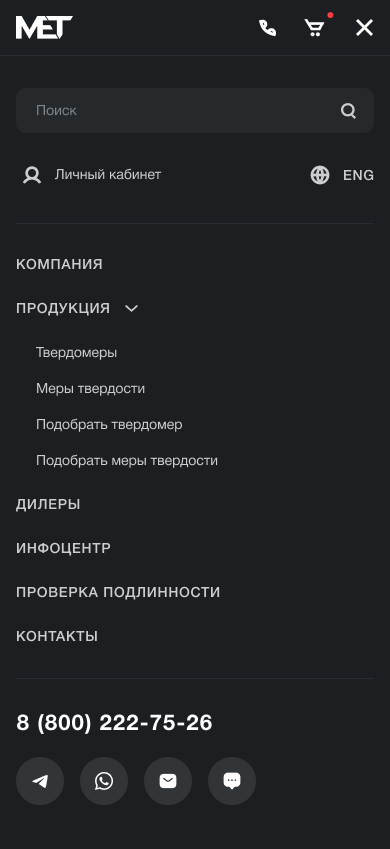 MET
Поиск
Личный кабинет
ENG
КОМПАНИЯ
ПРОДУКЦИЯ
Твердомеры
Меры твердости
Подобрать твердомер
Подобрать меры твердости
ДИЛЕРЫ
ИНФОЦЕНТР
ПРОВЕРКА ПОДЛИННОСТИ
КОНТАКТЫ
8 (800) 222-75-26